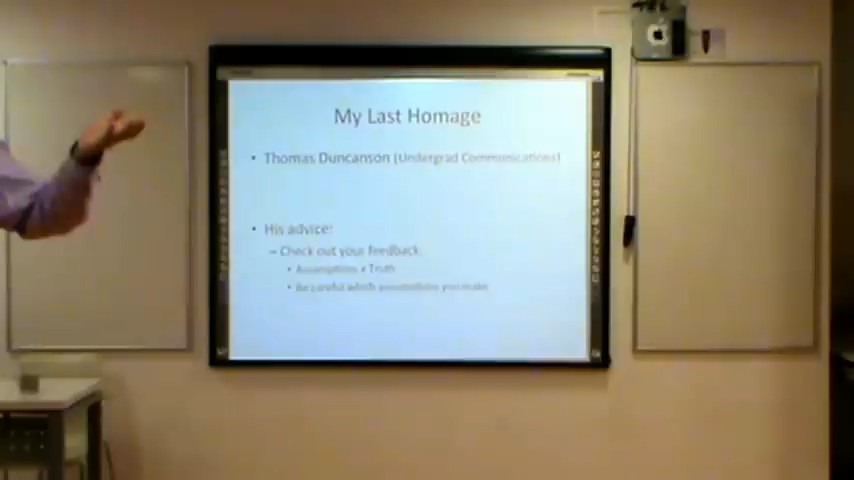 My Last Homage
• Thomas Duncanson (Undergrad Communications)
• His advice:
– Check out your feedback
• Assumptions ≠ Truth
• Be careful which assumptions you make